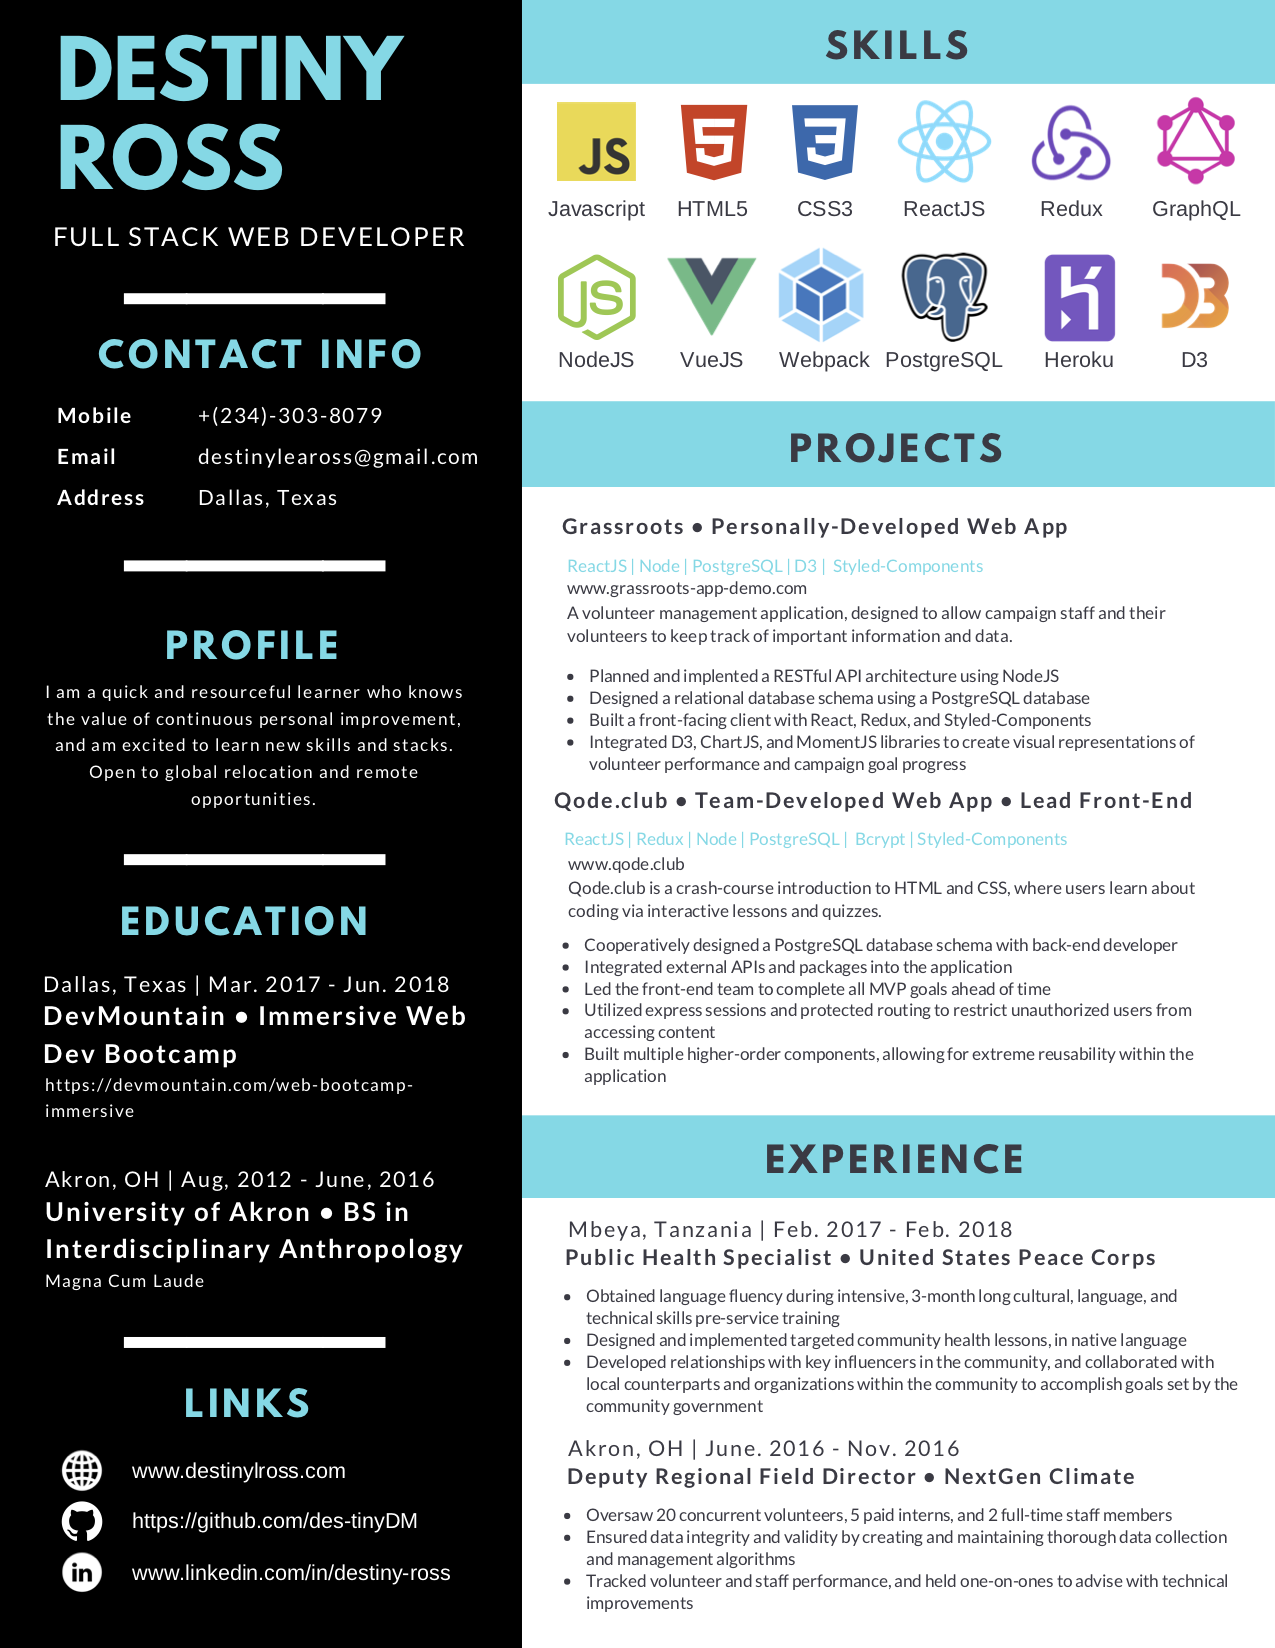 DESTINY
ROSS
FULL STACK WEB DEVELOPER
CONTACT INFO
Mobile +(234)-303-8079
Email destinyleaross@gmail.com
Address Dallas, Texas
PROFILE
I am a quick and resourceful learner who knows
the value of continuous personal improvement,
and am excited to learn new skills and stacks.
Open to global relocation and remote
opportunities.
EDUCATION
Dallas, Texas | Mar. 2017 - Jun. 2018
DevMountain • Immersive Web
Dev Bootcamp
https://devmountain.com/web-bootcamp-
immersive
Akron, OH | Aug, 2012 - June, 2016
University of Akron • BS in
Interdisciplinary Anthropology
Magna Cum Laude
LINKS
www.destinylross.com
https://github.com/des-tinyDM
in www.linkedin.com/in/destiny-ross
SKILLS
JS 5 3
Javascript HTML5 CSS3 ReactJS Redux GraphQL
JS
NodeJS VueJS Webpack PostgreSQL Heroku D3
PROJECTS
Grassroots • Personally-Developed Web App
ReactJS | Node | PostgreSQL | D3 | Styled-Components
www.grassroots-app-demo.com
A volunteer management application, designed to allow campaign staff and their
volunteers to keep track of important information and data.
• Planned and implented a RESTful API architecture using NodeJS
• Designed a relational database schema using a PostgreSQL database
• Built a front-facing client with React, Redux, and Styled-Components
• Integrated D3, ChartJS, and MomentJS libraries to create visual representations of
volunteer performance and campaign goal progress
Qode.club • Team-Developed Web App • Lead Front-End
ReactJS | Redux | Node | PostgreSQL | Bcrypt | Styled-Components
www.qode.club
Qode.club is a crash-course introduction to HTML and CSS, where users learn about
coding via interactive lessons and quizzes.
• Cooperatively designed a PostgreSQL database schema with back-end developer
• Integrated external APIs and packages into the application
• Led the front-end team to complete all MVP goals ahead of time
• Utilized express sessions and protected routing to restrict unauthorized users from
accessing content
• Built multiple higher-order components, allowing for extreme reusability within the
application
EXPERIENCE
Mbeya, Tanzania | Feb. 2017 - Feb. 2018
Public Health Specialist • United States Peace Corps
• Obtained language fluency during intensive, 3-month long cultural, language, and
technical skills pre-service training
• Designed and implemented targeted community health lessons, in native language
• Developed relationships with key influencers in the community, and collaborated with
local counterparts and organizations within the community to accomplish goals set by the
community government
Akron, OH | June. 2016 - Nov. 2016
Deputy Regional Field Director • NextGen Climate
• Oversaw 20 concurrent volunteers, 5 paid interns, and 2 full-time staff members
• Ensured data integrity and validity by creating and maintaining thorough data collection
and management algorithms
• Tracked volunteer and staff performance, and held one-on-ones to advise with technical
improvements